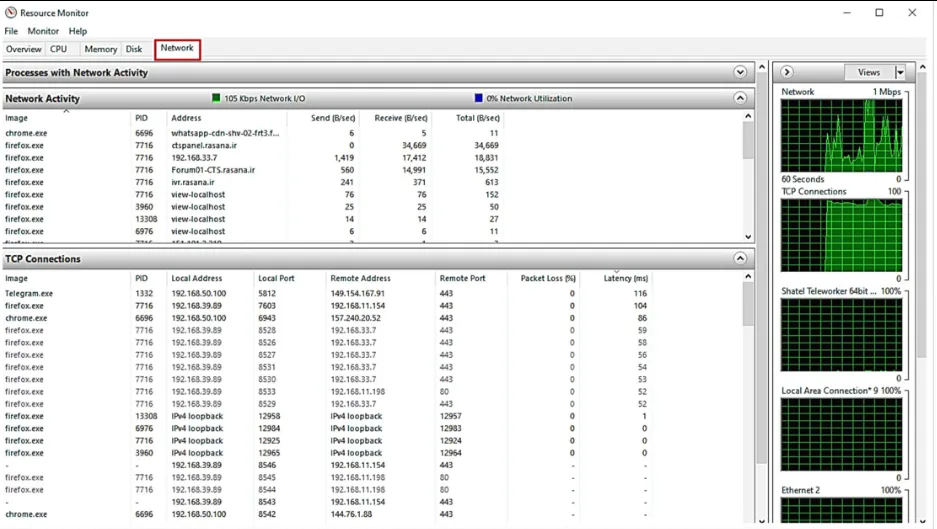 Resource Monitor
File Monitor Help
Overview CPU Memory Disk Network
Processes with Network Activity
Network Activity 105 Kbps Network I/O 0% Network Utilization
Image PID Address Send (B/sec) Receive (B/sec) Total (B/sec)
chrome.exe 6696 whatsapp-cdn-shv-02-frt3.f... 6 5 11
firefox.exe 7716 ctspanel.rasana.ir 0 34,669 34,669
firefox.exe 7716 192.168.33.7 1,419 17,412 18,831
firefox.exe 7716 Forum01-CTS.rasana.ir 560 14,991 15,552
firefox.exe 7716 ivr.rasana.ir 241 371 613
firefox.exe 7716 view-localhost 76 76 152
firefox.exe 3960 view-localhost 25 25 50
firefox.exe 13308 view-localhost 14 14 27
firefox.exe 6976 view-localhost 6 6 11
TCP Connections
Image PID Local Address Local Port Remote Address Remote Port Packet Loss (%) Latency (ms)
Telegram.exe 1332 192.168.50.100 5812 149.154.167.91 443 0 116
firefox.exe 7716 192.168.39.89 7603 192.168.11.154 443 0 104
chrome.exe 6696 192.168.50.100 6943 157.240.20.52 443 0 86
firefox.exe 7716 192.168.39.89 8528 192.168.33.7 443 0 59
firefox.exe 7716 192.168.39.89 8526 192.168.33.7 443 0 58
firefox.exe 7716 192.168.39.89 8527 192.168.33.7 443 0 56
firefox.exe 7716 192.168.39.89 8531 192.168.33.7 443 0 54
firefox.exe 7716 192.168.39.89 8530 192.168.33.7 443 0 53
firefox.exe 7716 192.168.39.89 8533 192.168.11.198 80 0 52
firefox.exe 7716 192.168.39.89 8529 192.168.33.7 443 0 52
firefox.exe 13308 IPv4 loopback 12958 IPv4 loopback 12957 0 1
firefox.exe 6976 IPv4 loopback 12984 IPv4 loopback 12983 0 0
firefox.exe 7716 IPv4 loopback 12925 IPv4 loopback 12924 0 0
firefox.exe 3960 IPv4 loopback 12965 IPv4 loopback 12964 0 0
- - 192.168.39.89 8546 192.168.11.154 443 - -
firefox.exe 7716 192.168.39.89 8545 192.168.11.198 80 - -
firefox.exe 7716 192.168.39.89 8544 192.168.11.198 80 - -
- - 192.168.39.89 8543 192.168.11.154 443 - -
chrome.exe 6696 192.168.50.100 8542 144.76.1.88 443 - -
Views
Network 1 Mbps
60 Seconds 0
TCP Connections 100
0
Shatel Teleworker 64bit ... 100%
0
Local Area Connection* 9 100%
0
Ethernet 2 100%